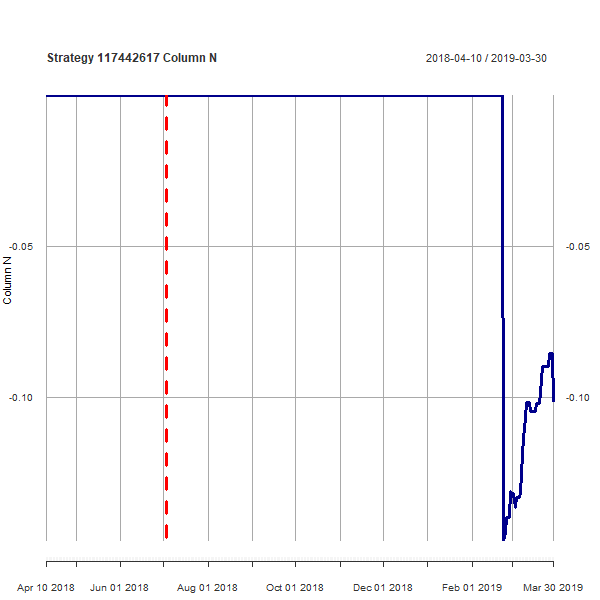 Strategy 117442617 Column N
2018-04-10 / 2019-03-30
-0.05
-0.05
Column N
-0.10
-0.10
Apr 10 2018
Jun 01 2018
Aug 01 2018
Oct 01 2018
Dec 01 2018
Feb 01 2019
Mar 30 2019